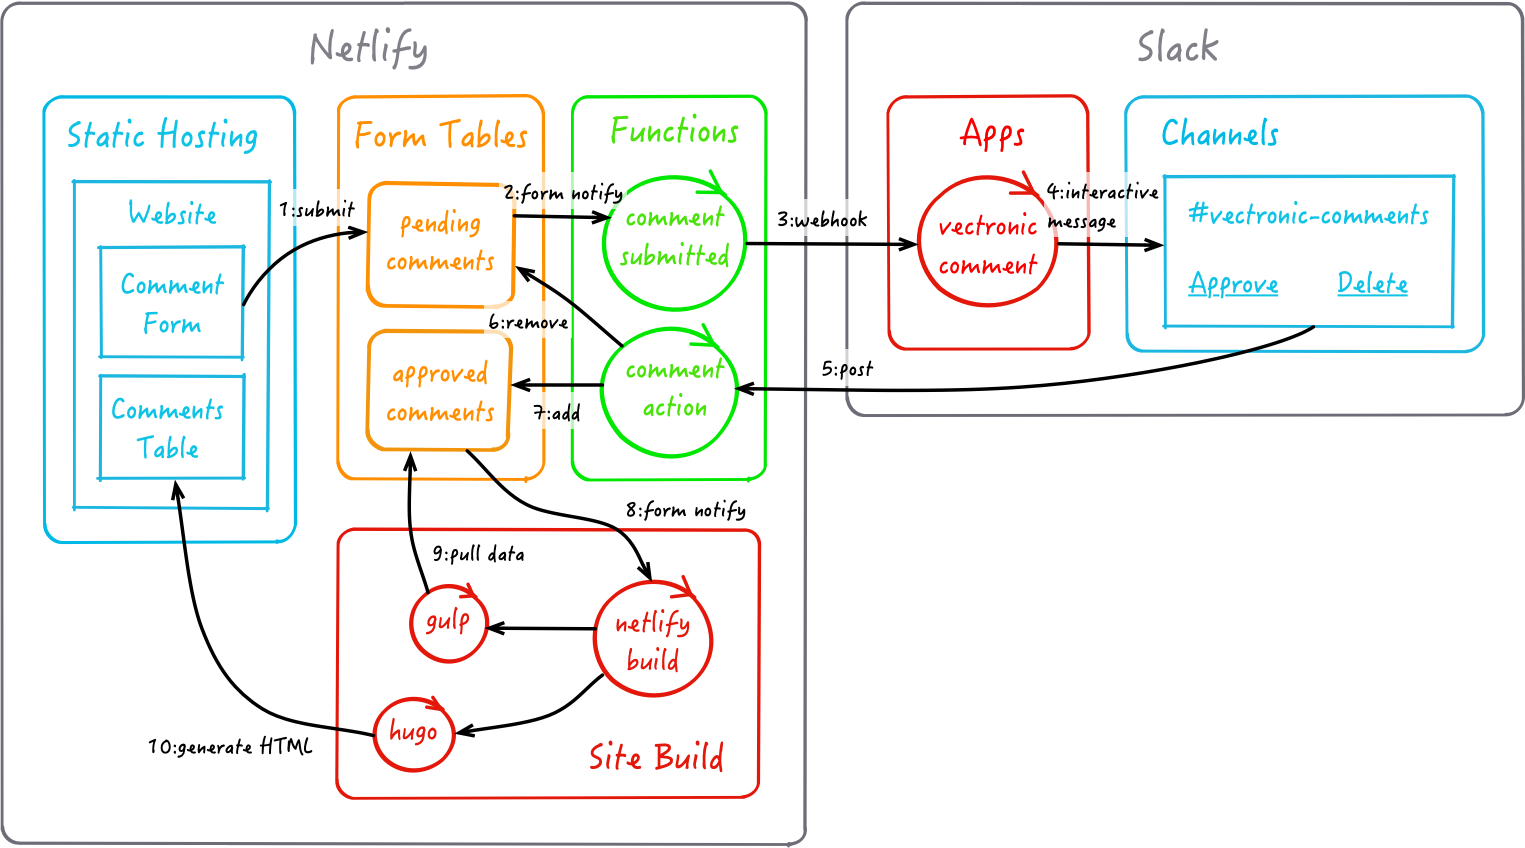 Netlify
Static Hosting
Website
Comment
Form
Comments
Table
1:submit
Form Tables
pending
comments
approved
comments
2:form notify
Functions
comment
submitted
comment
action
6:remove
7:add
3:webhook
Slack
Apps
vectronic
comment
4:interactive
message
Channels
#vectronic-comments
Approve Delete
5:post
8:form notify
9:pull data
gulp
netlify
build
hugo
10:generate HTML
Site Build